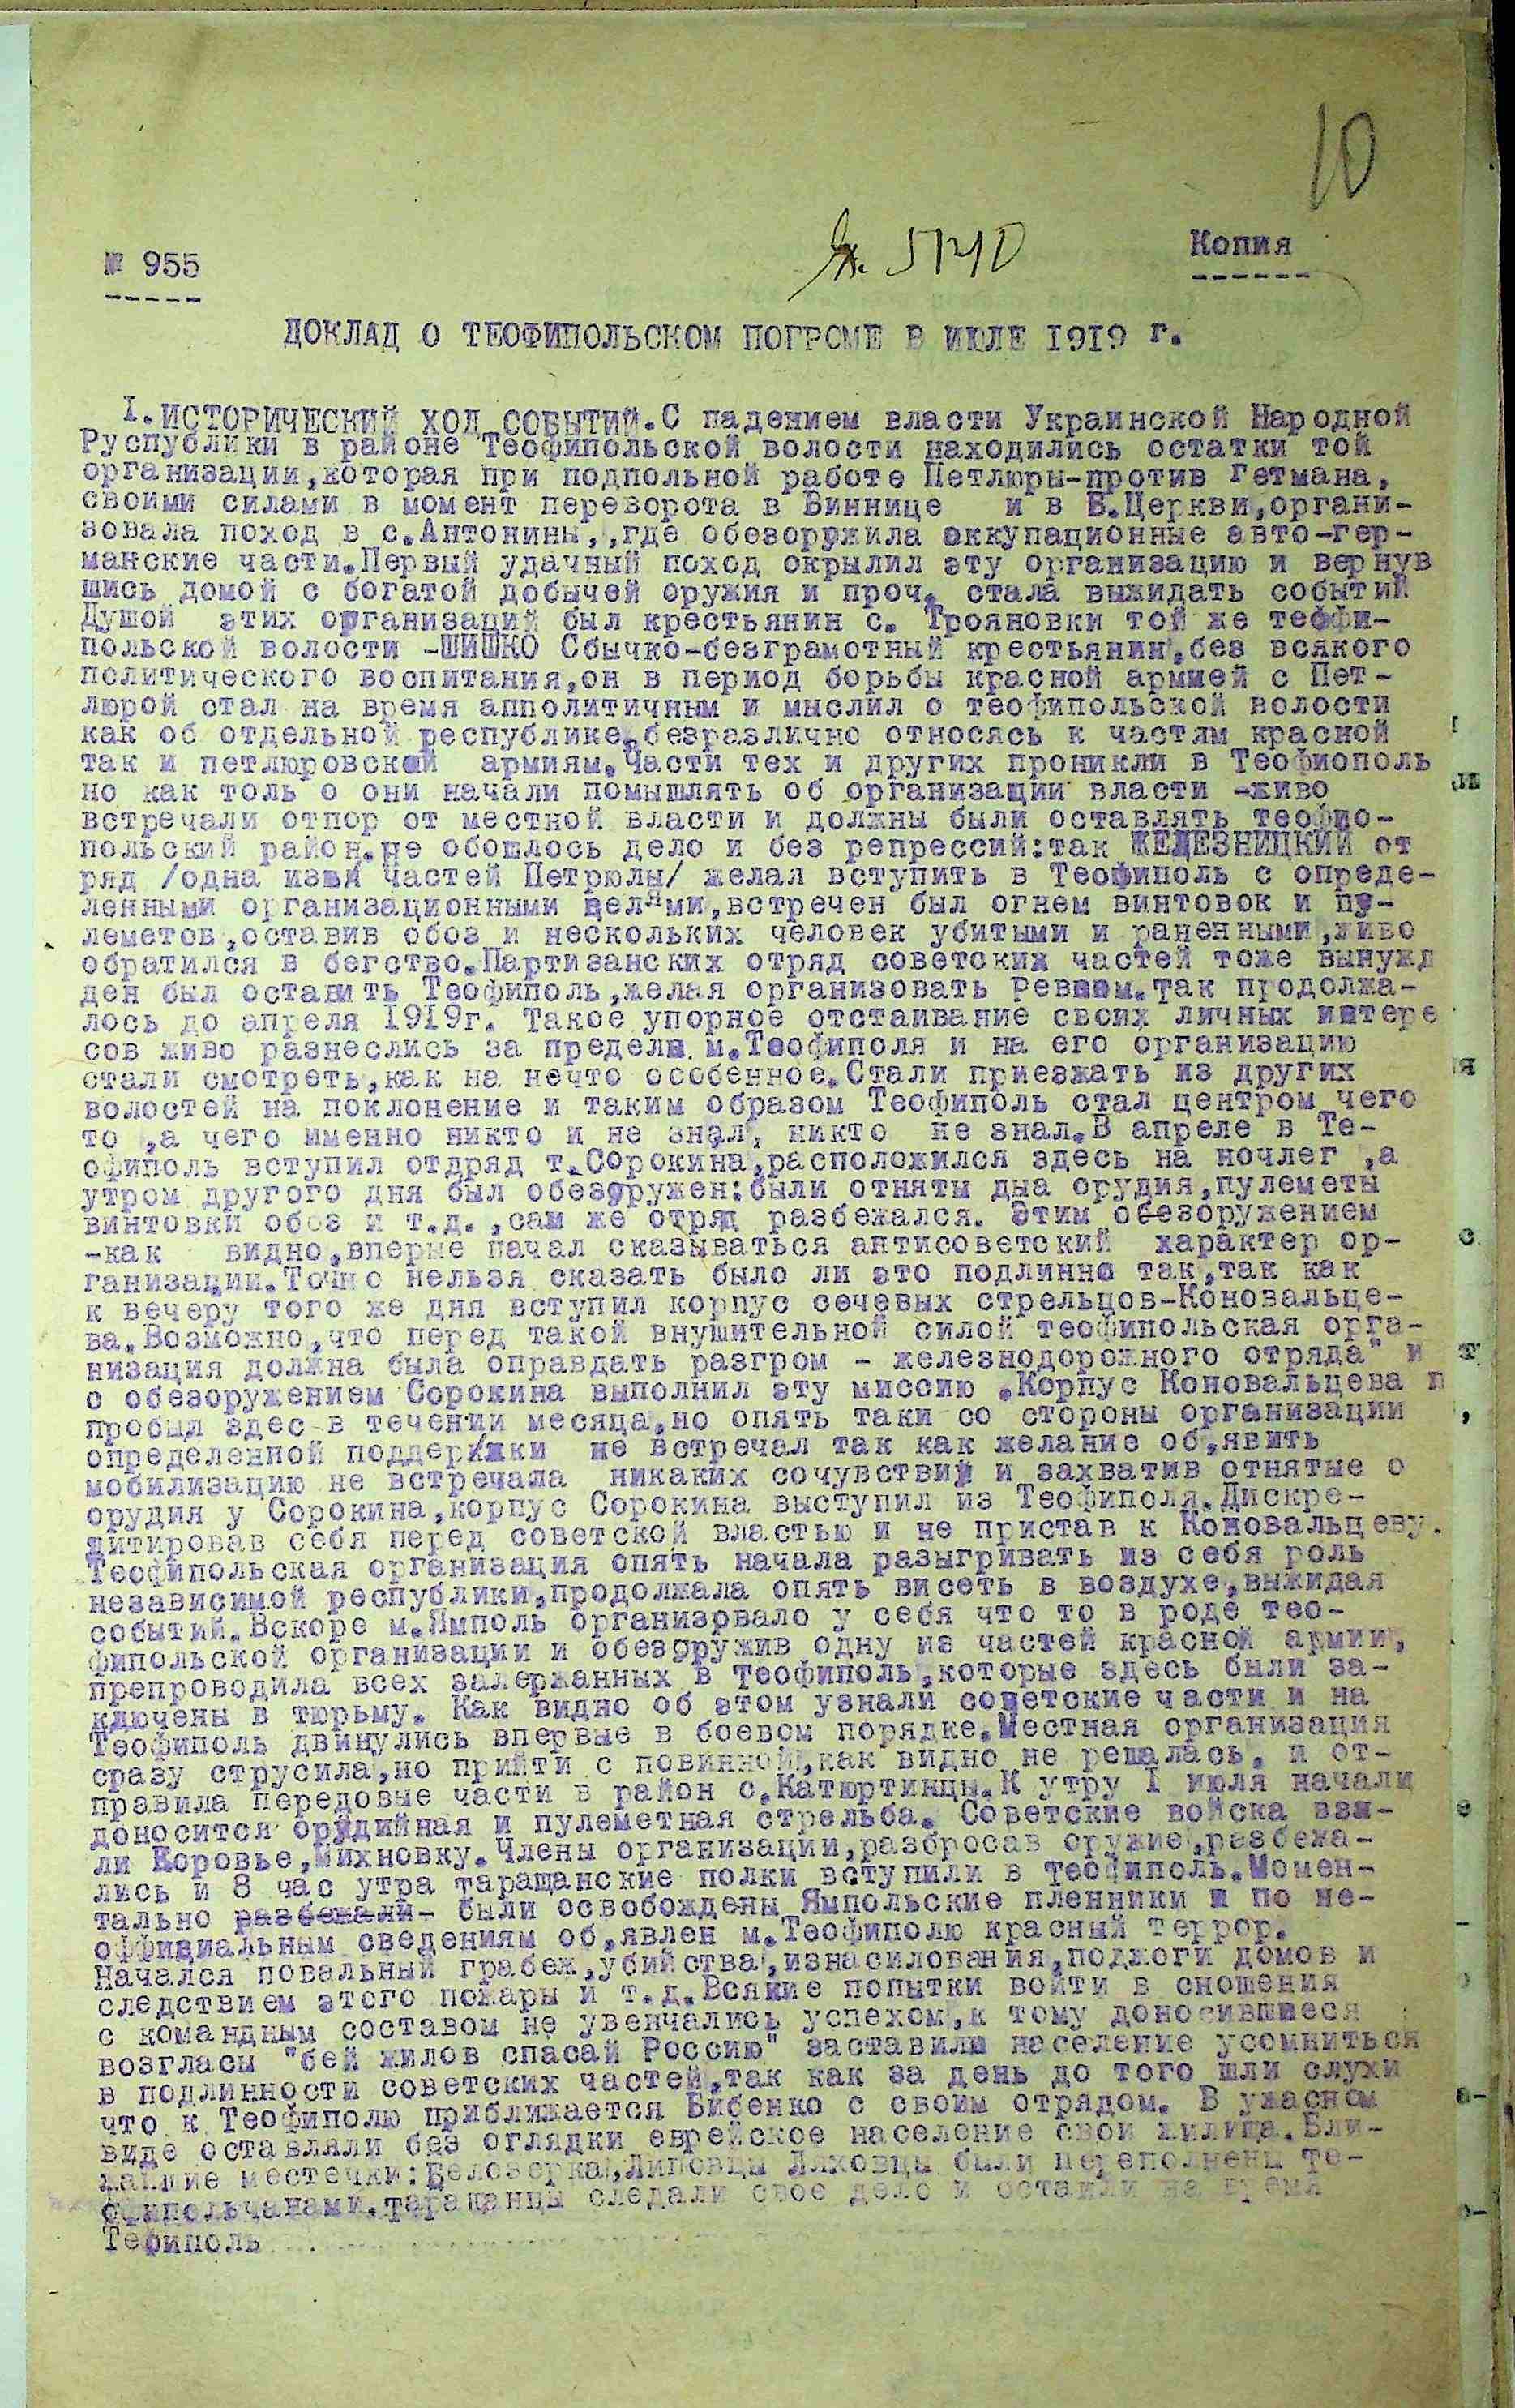 10
№ 955
Копия
ДОКЛАД О ТЕОФИПОЛЬСКОМ ПОГРОМЕ В ИЮЛЕ 1919 г.
I. ИСТОРИЧЕСКИЙ ХОД СОБЫТИЙ. С падением власти Украинской Народной
Руспублики в районе Теофипольской волости находились остатки той
организации, которая при подпольной работе Петлюры-против Гетмана,
своими силами в момент переворота в Виннице и в Б.Церкви, органи-
зовала поход в с.Антонины,,где обезоружила оккупационные авто-гер-
манские части.Первый удачный поход окрылил эту организацию и вернув
шись домой с богатой добычей оружия и проч. стала выжидать событий
Душой этих организаций был крестьянин с. Трояновки той же теофи-
польской волости -ШИШКО Обычно-безграмотный крестьянин,без всякого
политического воспитания,он в период борьбы красной армией с Пет-
люрой стал на время апполитичным и мыслил о теофипольской волости
как об отдельной республике,безразлично относясь к частям красной
так и петлюровской армиям.Части тех и других проникли в Теофиополь
но как толь о они начали помышлять об организации власти -живо
встречали отпор от местной власти и должны были оставлять теофио-
польский район.не обошлось дело и без репрессий:так ЖЕЛЕЗНИЦКИЙ от
ряд /одна из частей Петрюлы/ желая вступить в Теофиполь с опреде-
ленными организационными целями,встречен был огнем винтовок и пу-
леметов,оставив обоз и нескольких человек убитыми и раненными,живо
обратился в бегство.Партизанских отряд советских частей тоже вынужд
ден был оставить Теофиполь,желая организовать Ревком.так продолжа-
лось до апреля 1919г. Такое упорное отстаивание своих личных интере
сов живо разнеслись за пределы м.Теофиполя и на его организацию
стали смотреть,как на нечто особенное.Стали приезжать из других
волостей на поклонение и таким образом Теофиполь стал центром чего
то ,а чего именно никто и не знал, никто не знал.В апреле в Те-
офиполь вступил отдряд т.Сорокина,расположился здесь на ночлег ,а
утром другого дня был обезоружен:были отняты два орудия,пулеметы
винтовки обоз и т.д. ,сам же отряд разбежался. Этим обезоружением
-как видно,вперые начал сказываться антисоветский характер ор-
ганизации.Точно нельзя сказать было ли это подлинно так,так как
к вечеру того же дня вступил корпус сечевых стрельцов-Коновальце-
ва.Возможно,что перед такой внушительной силой теофипольская орга-
низация должна была оправдать разгром - железнодорожного отряда" и
с обезоружением Сорокина выполнил эту миссию .Корпус Коновальцева п
пробыл здес-в течении месяца,но опять таки со стороны организации
определенной поддержки не встречал так как желание об,явить
мобилизацию не встречала никаких сочувствий и захватив отнятые о
орудия у Сорокина,корпус Сорокина выступил из Теофиполя.Дискре-
дитировав себя перед советской властью и не пристав к Коновальцеву.
Теофипольская организация опять начала разыгривать из себя роль
независимой республики,продолжала опять висеть в воздухе,выжидая
событий.Вскоре м.Ямполь организрвало у себя что то в роде тео-
фипольской организации и обезоружив одну из частей красной армии,
препроводила всех задержанных в Теофиполь,которые здесь были за-
ключены в тюрьму. Как видно об этом узнали советские части и на
Теофиполь двинулись впервые в боевом порядке.Местная организация
сразу струсила,но прийти с повинной,как видно не решалась, и от-
правила передовые части в район с.Катюртинцы.К утру I июля начали
доносится орудийная и пулеметная стрельба. Советские войска взя-
ли Коровье,Михновку.Члены организации,разбросав оружие,разбежа-
лись и 8 час утра таращанские полки вступили в теофиполь.Момен-
тально разбежали- были освобождены Ямпольские пленники и по не-
оффициальным сведениям об,явлен м.Теофиполю красный террор.
Начался повальный грабеж,убийства,изнасилования,поджоги домов и
следствием этого пожары и т.д.Всякие попытки войти в сношения
с командным составом не увенчались успехом,к тому доносившиеся
возгласы "бей жидов спасай Россию" заставили население усомниться
в подлинности советских частей,так как за день до того шли слухи
что к Теофиполю приближается Бибенко с своим отрядом. В ужасном
виде оставляли без оглядки еврейское население свои жилища.Бли-
жайшие местечки:Белозерка,Липовцы Ляховцы были переполнены те-
офипольчанами.таращанцы сделали свое дело и остаили на время
Тефиполь